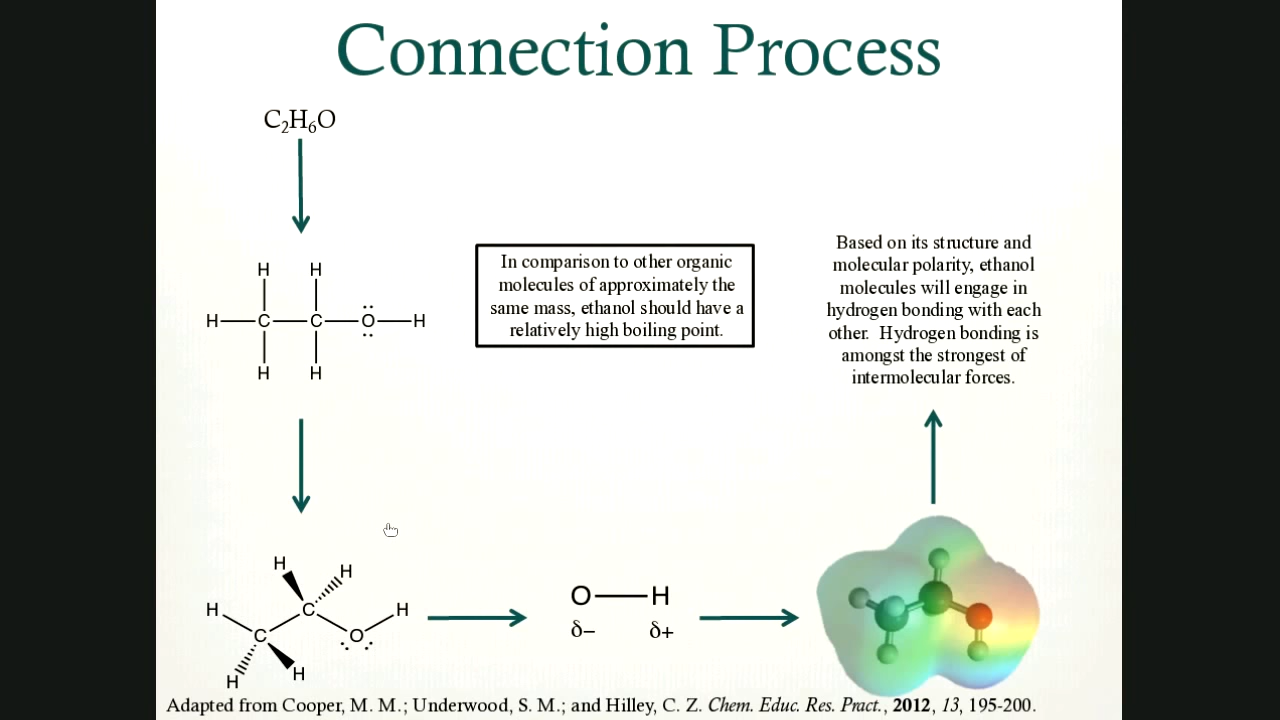 Connection Process
C₂H₆O
H H
H C C O H
H H
In comparison to other organic
molecules of approximately the
same mass, ethanol should have a
relatively high boiling point.
Based on its structure and
molecular polarity, ethanol
molecules will engage in
hydrogen bonding with each
other. Hydrogen bonding is
amongst the strongest of
intermolecular forces.
H H
H C H
C O
H H
O H
δ− δ+
Adapted from Cooper, M. M.; Underwood, S. M.; and Hilley, C. Z. Chem. Educ. Res. Pract., 2012, 13, 195-200.